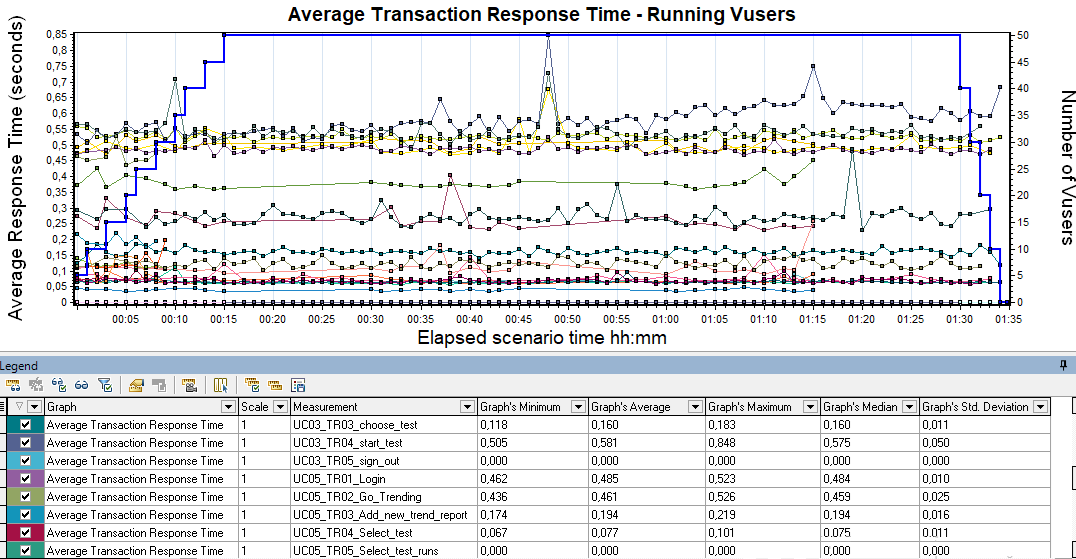 Average Transaction Response Time - Running Vusers
Average Response Time (seconds)
0,85
0,8
0,75
0,7
0,65
0,6
0,55
0,5
0,45
0,4
0,35
0,3
0,25
0,2
0,15
0,1
0,05
0
50
45
40
35
30
25
20
15
10
5
0
Number of Vusers
00:05 00:10 00:15 00:20 00:25 00:30 00:35 00:40 00:45 00:50 00:55 01:00 01:05 01:10 01:15 01:20 01:25 01:30 01:35
Elapsed scenario time hh:mm
Legend
Graph Scale Measurement Graph's Minimum Graph's Average Graph's Maximum Graph's Median Graph's Std. Deviation
Average Transaction Response Time 1 UC03_TR03_choose_test 0,118 0,160 0,183 0,160 0,011
Average Transaction Response Time 1 UC03_TR04_start_test 0,505 0,581 0,848 0,575 0,050
Average Transaction Response Time 1 UC03_TR05_sign_out 0,000 0,000 0,000 0,000 0,000
Average Transaction Response Time 1 UC05_TR01_Login 0,462 0,485 0,523 0,484 0,010
Average Transaction Response Time 1 UC05_TR02_Go_Trending 0,436 0,461 0,526 0,459 0,025
Average Transaction Response Time 1 UC05_TR03_Add_new_trend_report 0,174 0,194 0,219 0,194 0,016
Average Transaction Response Time 1 UC05_TR04_Select_test 0,067 0,077 0,101 0,075 0,011
Average Transaction Response Time 1 UC05_TR05_Select_test_runs 0,000 0,000 0,000 0,000 0,000